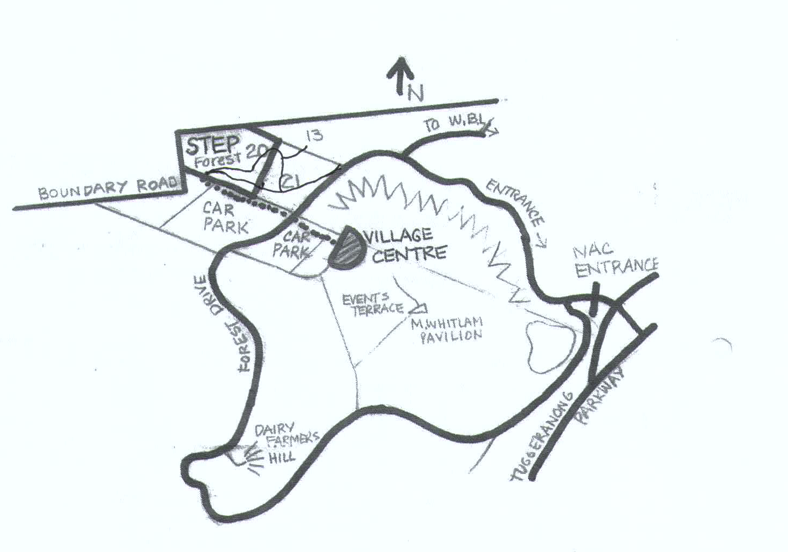 N
TO W.B.L
13
STEP
Forest 20
21
BOUNDARY ROAD
ENTRANCE
CAR
PARK
CAR
PARK
VILLAGE
CENTRE
NAC
ENTRANCE
EVENTS
TERRACE
M.WHITLAM
PAVILION
FOREST DRIVE
TUGGERANONG
PARKWAY
DAIRY
FARMERS
HILL